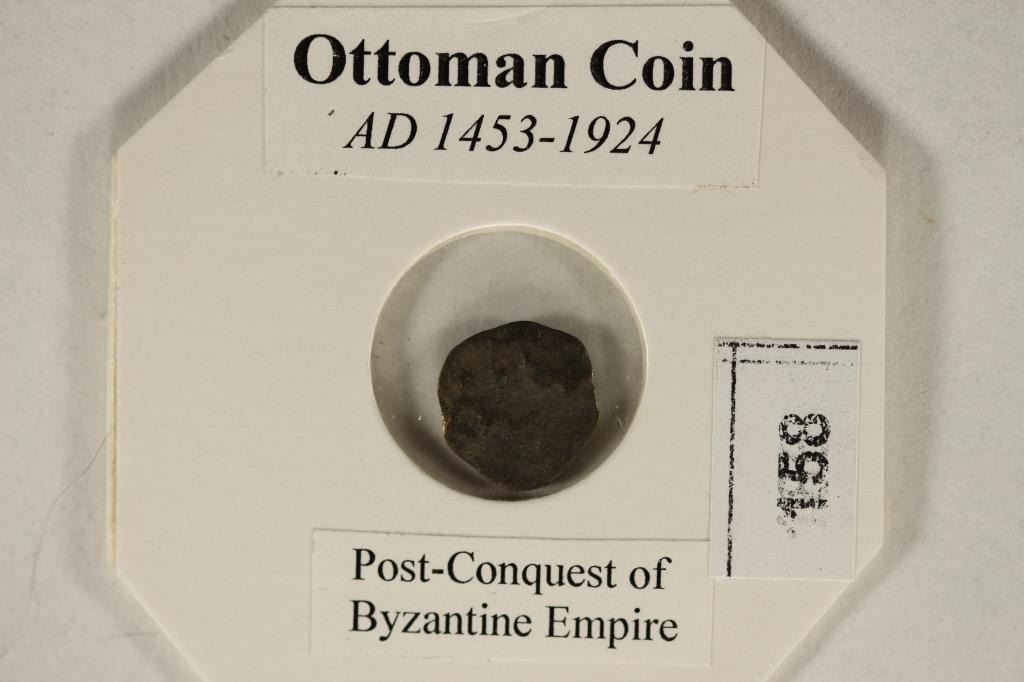 Ottoman Coin
AD 1453-1924
158
Post-Conquest of
Byzantine Empire